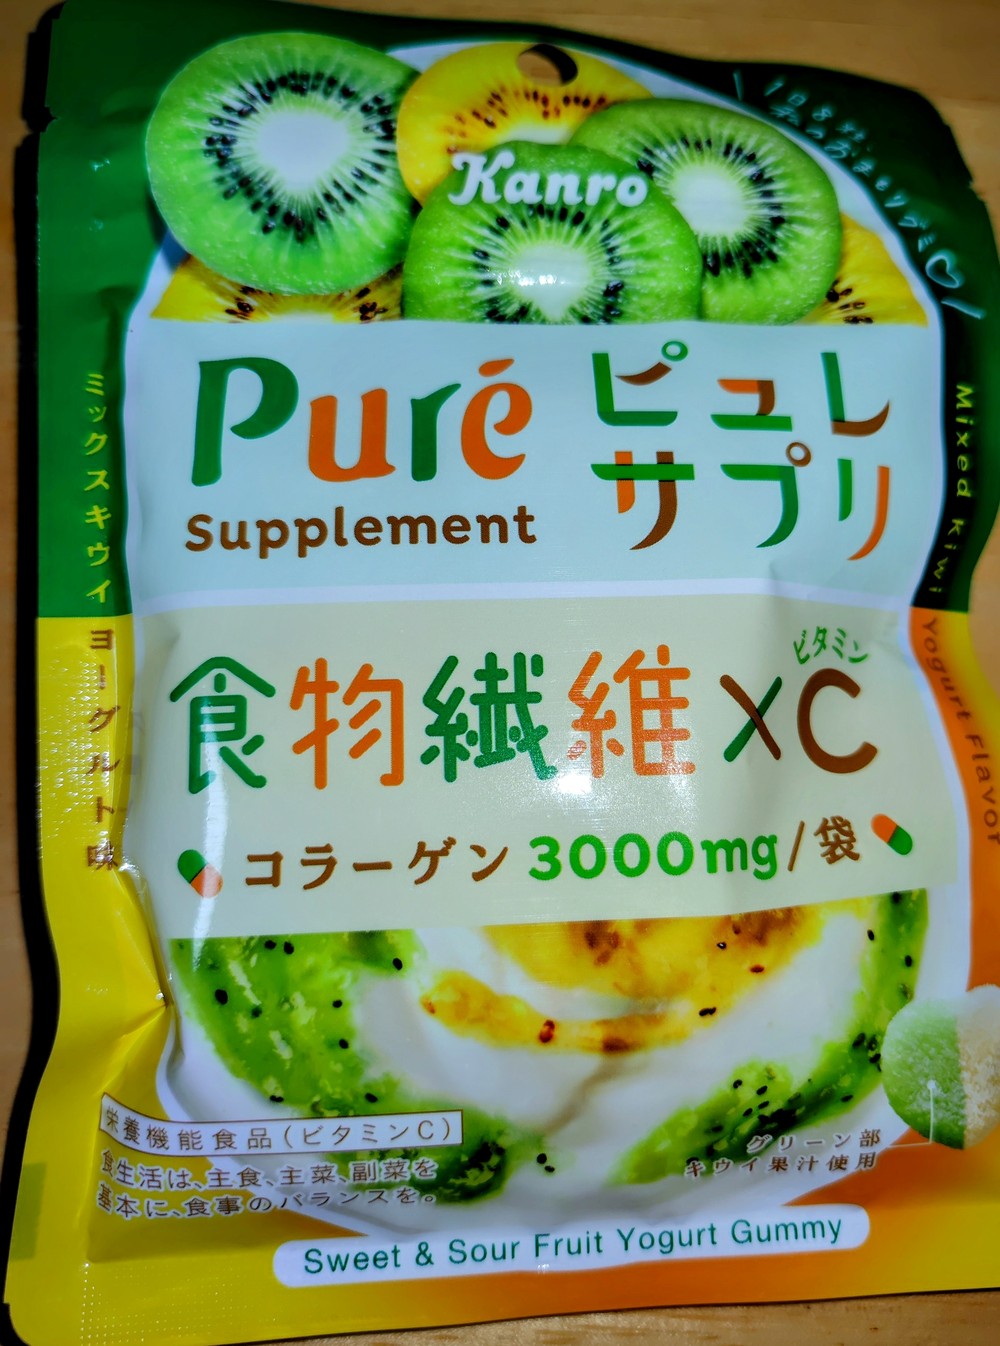 1日8粒
Kanro
Puré
Supplement
ピュレ
サプリ
ミックスキウイ ヨーグルト味
Mixed Kiwi Yogurt Flavor
食物繊維×C
ビタミン
コラーゲン3000mg/袋
栄養機能食品(ビタミンC)
食生活は、主食、主菜、副菜を
基本に、食事のバランスを。
グリーン部
キウイ果汁使用
Sweet & Sour Fruit Yogurt Gummy